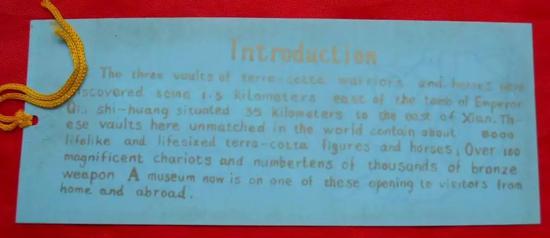 Introduction
The three vaults of terra-cotta warriors and horses were
discovered some 1.5 kilometers east of the tomb of Emperor
Qin shi-huang situated 35 kilometers to the east of Xian. Th-
ese vaults here unmatched in the world contain about 8000
lifelike and lifesized terra-cotta figures and horses, Over 100
magnificent chariots and numbertens of thousands of bronze
weapon A museum now is on one of these opening to visitors from
home and abroad.